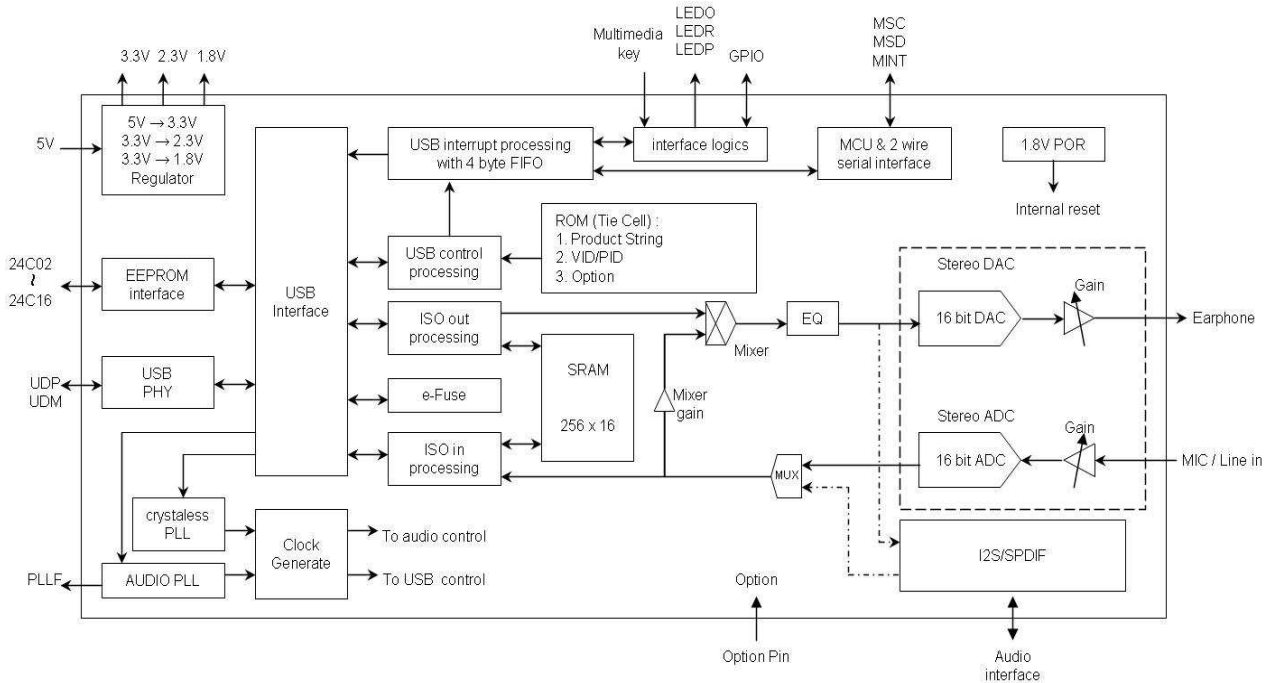 3.3V 2.3V 1.8V
Multimedia
key
LEDO
LEDR
LEDP
GPIO
MSC
MSD
MINT
5V
5V → 3.3V
3.3V → 2.3V
3.3V → 1.8V
Regulator
USB interrupt processing
with 4 byte FIFO
interface logics
MCU & 2 wire
serial interface
1.8V POR
Internal reset
24C02
~
24C16
EEPROM
interface
USB
Interface
USB control
processing
ROM (Tie Cell) :
1. Product String
2. VID/PID
3. Option
ISO out
processing
SRAM
256 x 16
Mixer
EQ
Stereo DAC
16 bit DAC
Gain
Earphone
UDP
UDM
USB
PHY
e-Fuse
Mixer
gain
ISO in
processing
MUX
Stereo ADC
16 bit ADC
Gain
MIC / Line in
crystaless
PLL
AUDIO PLL
PLLF
Clock
Generate
To audio control
To USB control
I2S/SPDIF
Option
Option Pin
Audio
interface